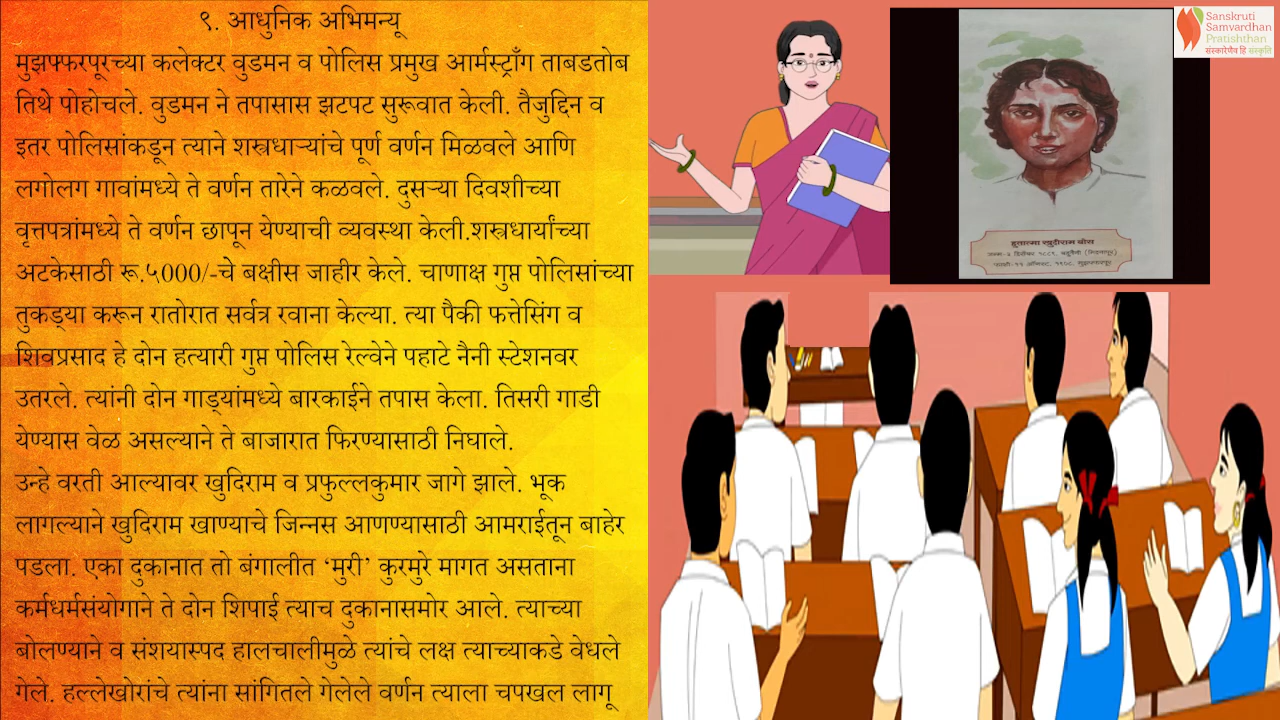 ९. आधुनिक अभिमन्यू
मुझफ्फरपूरच्या कलेक्टर वुडमन व पोलिस प्रमुख आर्मस्ट्राँग ताबडतोब
तिथे पोहोचले. वुडमन ने तपासास झटपट सुरूवात केली. तैजुद्दिन व
इतर पोलिसांकडून त्याने शस्त्रधाऱ्यांचे पूर्ण वर्णन मिळवले आणि
लगोलग गावांमध्ये ते वर्णन तारेने कळवले. दुसऱ्या दिवशीच्या
वृत्तपत्रांमध्ये ते वर्णन छापून येण्याची व्यवस्था केली.शस्त्रधार्यांच्या
अटकेसाठी रू.५000/-चे बक्षीस जाहीर केले. चाणाक्ष गुप्त पोलिसांच्या
तुकड्या करून रातोरात सर्वत्र रवाना केल्या. त्या पैकी फत्तेसिंग व
शिवप्रसाद हे दोन हत्यारी गुप्त पोलिस रेल्वेने पहाटे नैनी स्टेशनवर
उतरले. त्यांनी दोन गाड्यांमध्ये बारकाईने तपास केला. तिसरी गाडी
येण्यास वेळ असल्याने ते बाजारात फिरण्यासाठी निघाले.
उन्हे वरती आल्यावर खुदिराम व प्रफुल्लकुमार जागे झाले. भूक
लागल्याने खुदिराम खाण्याचे जिन्नस आणण्यासाठी आमराईतून बाहेर
पडला. एका दुकानात तो बंगालीत ‘मुरी’ कुरमुरे मागत असताना
कर्मधर्मसंयोगाने ते दोन शिपाई त्याच दुकानासमोर आले. त्याच्या
बोलण्याने व संशयास्पद हालचालीमुळे त्यांचे लक्ष त्याच्याकडे वेधले
गेले. हल्लेखोरांचे त्यांना सांगितले गेलेले वर्णन त्याला चपखल लागू
Sanskruti
Samvardhan
Pratishthan
संस्कारेणैव हि संस्कृति
हुतात्मा खुदीराम बोस